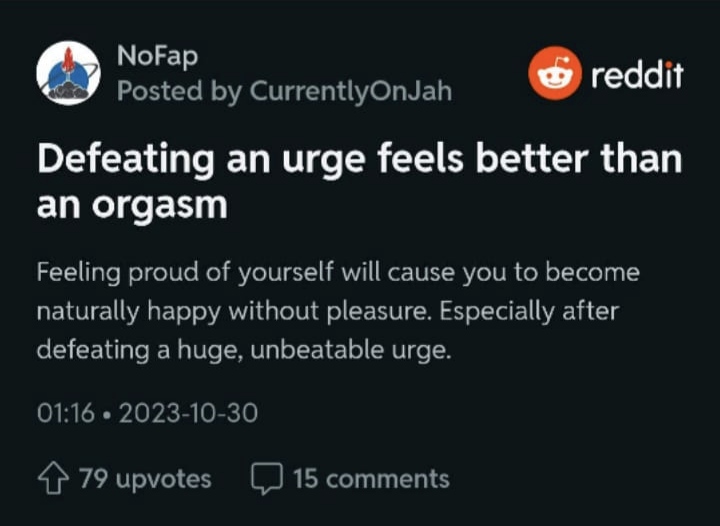 NoFap
Posted by CurrentlyOnJah
reddit
Defeating an urge feels better than
an orgasm
Feeling proud of yourself will cause you to become
naturally happy without pleasure. Especially after
defeating a huge, unbeatable urge.
01:16 • 2023-10-30
79 upvotes 15 comments